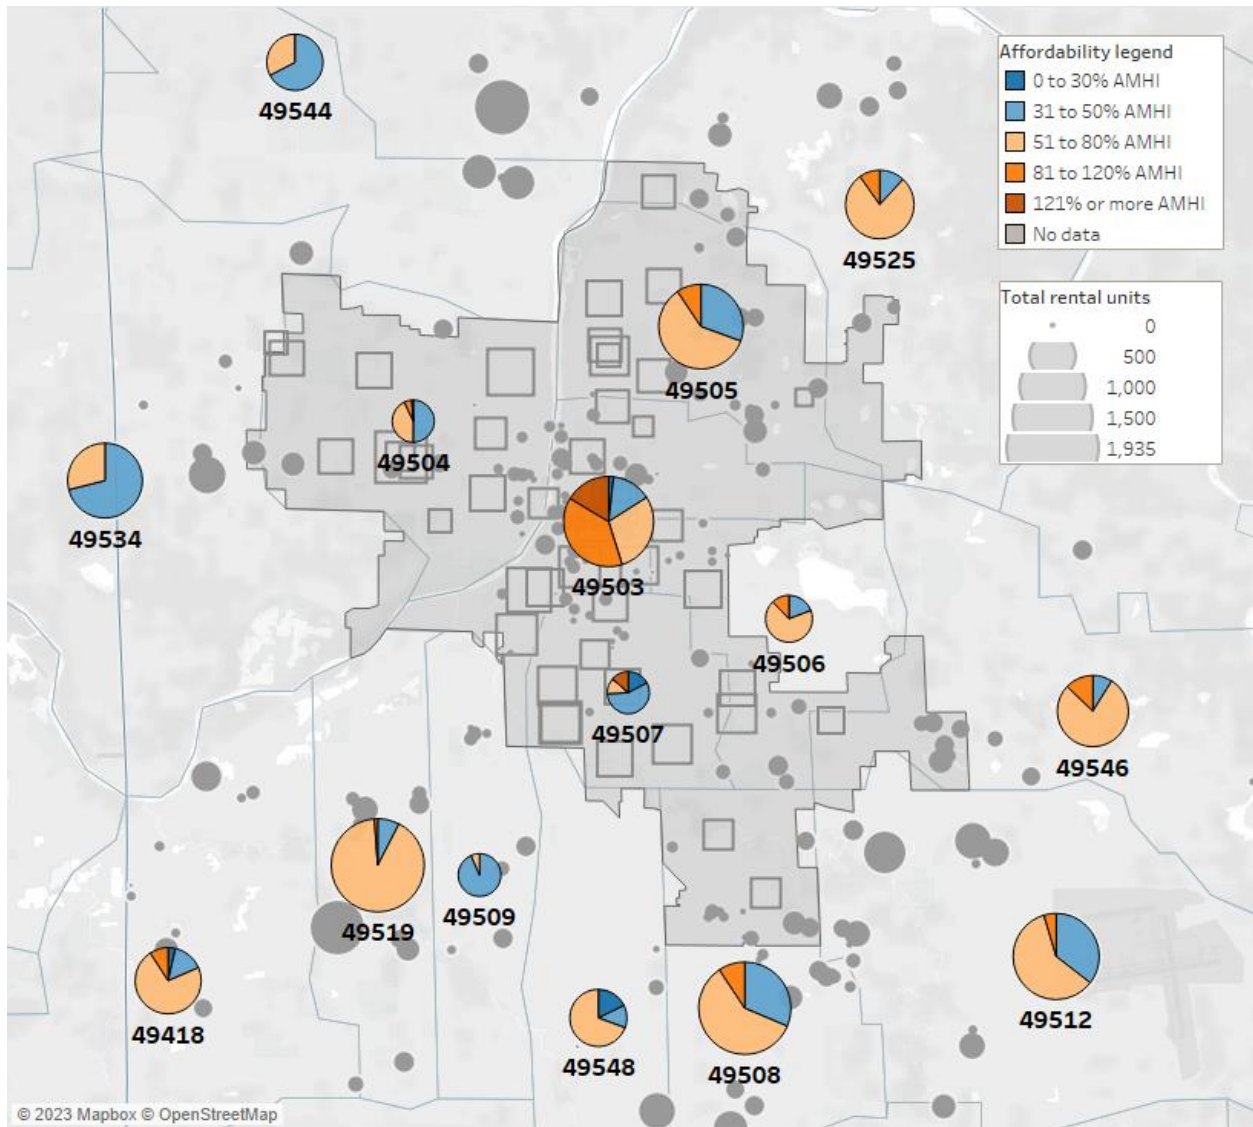 49544
Affordability legend
0 to 30% AMHI
31 to 50% AMHI
51 to 80% AMHI
81 to 120% AMHI
121% or more AMHI
No data
49525
Total rental units
0
500
1,000
1,500
1,935
49505
49504
49534
49503
49506
49507
49546
49519
49509
49418
49548
49508
49512
© 2023 Mapbox © OpenStreetMap